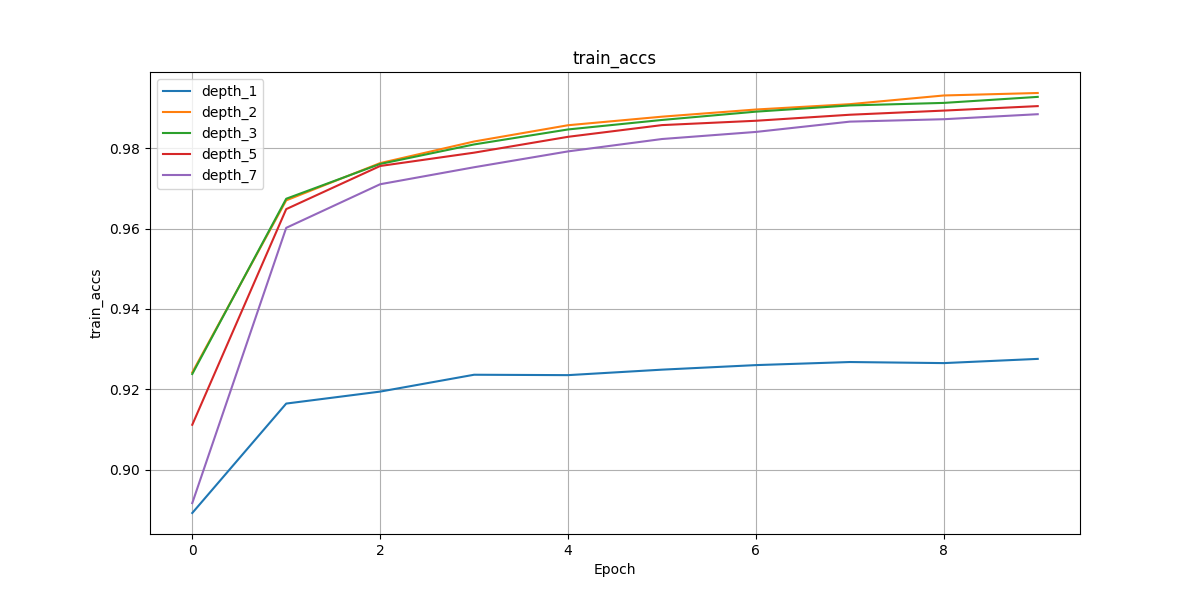 train_accs
depth_1
depth_2
depth_3
depth_5
depth_7
train_accs
0.98
0.96
0.94
0.92
0.90
0
2
4
6
8
Epoch